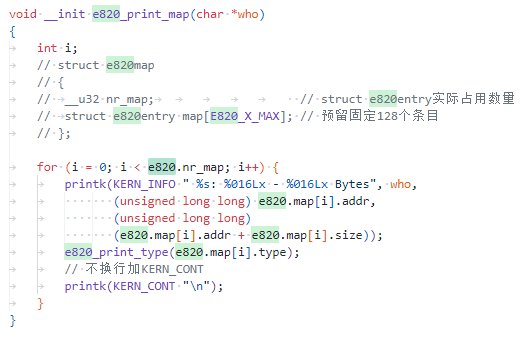 void __init e820_print_map(char *who)
{
    int i;
    // struct e820map
    // {
    // __u32 nr_map;                    // struct e820entry实际占用数量
    // struct e820entry map[E820_X_MAX]; // 预留固定128个条目
    // };

    for (i = 0; i < e820.nr_map; i++) {
        printk(KERN_INFO " %s: %016Lx - %016Lx Bytes", who,
               (unsigned long long) e820.map[i].addr,
               (unsigned long long)
               (e820.map[i].addr + e820.map[i].size));
        e820_print_type(e820.map[i].type);
        // 不换行加KERN_CONT
        printk(KERN_CONT "\n");
    }
}